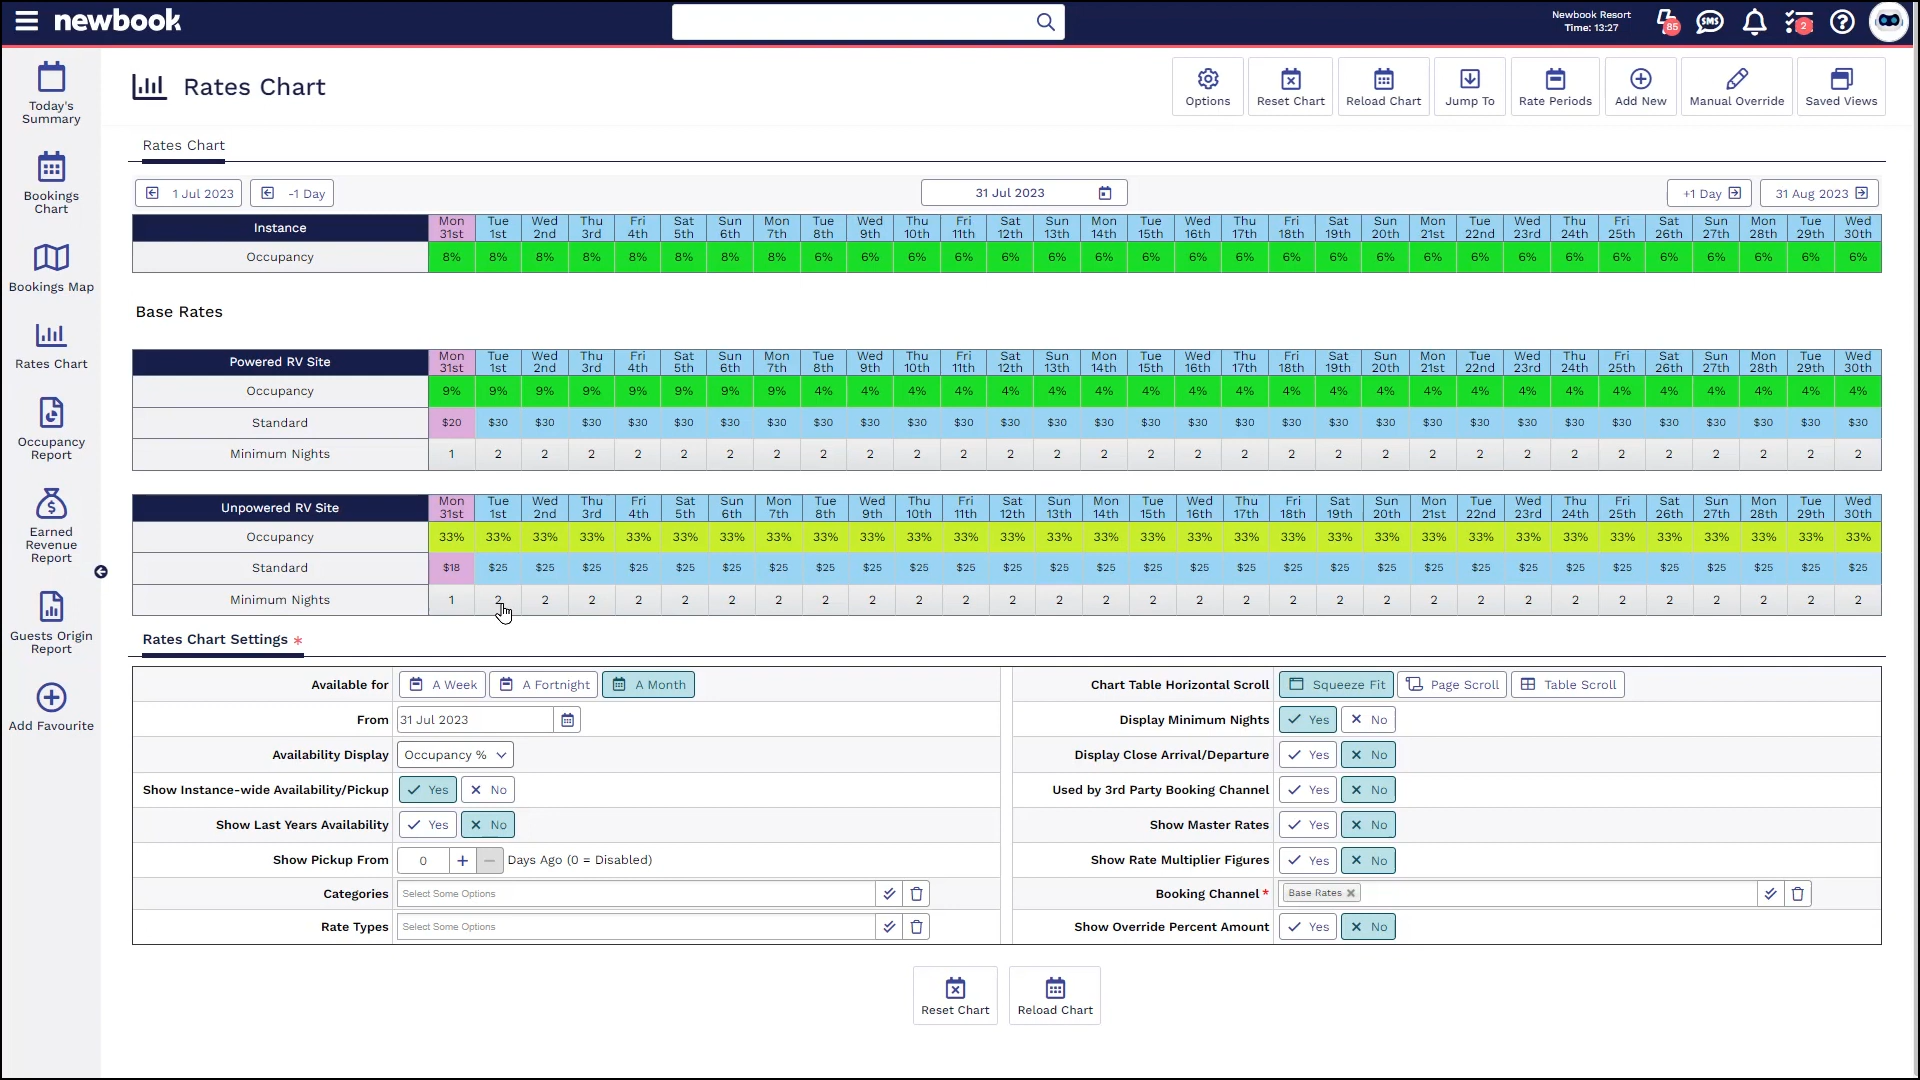 newbook
Newbook Resort
Time: 13:27
85
SMS
2
Today's
Summary
Bookings
Chart
Bookings Map
Rates Chart
Occupancy
Report
Earned
Revenue
Report
Guests Origin
Report
Add Favourite
Rates Chart
Options
Reset Chart
Reload Chart
Jump To
Rate Periods
Add New
Manual Override
Saved Views
Rates Chart
1 Jul 2023
-1 Day
31 Jul 2023
+1 Day
31 Aug 2023
Instance Mon Tue Wed Thu Fri Sat Sun Mon Tue Wed Thu Fri Sat Sun Mon Tue Wed Thu Fri Sat Sun Mon Tue Wed Thu Fri Sat Sun Mon Tue Wed
31st 1st 2nd 3rd 4th 5th 6th 7th 8th 9th 10th 11th 12th 13th 14th 15th 16th 17th 18th 19th 20th 21st 22nd 23rd 24th 25th 26th 27th 28th 29th 30th
Occupancy 8% 8% 8% 8% 8% 8% 8% 8% 6% 6% 6% 6% 6% 6% 6% 6% 6% 6% 6% 6% 6% 6% 6% 6% 6% 6% 6% 6% 6% 6% 6%
Base Rates
Powered RV Site Mon Tue Wed Thu Fri Sat Sun Mon Tue Wed Thu Fri Sat Sun Mon Tue Wed Thu Fri Sat Sun Mon Tue Wed Thu Fri Sat Sun Mon Tue Wed
31st 1st 2nd 3rd 4th 5th 6th 7th 8th 9th 10th 11th 12th 13th 14th 15th 16th 17th 18th 19th 20th 21st 22nd 23rd 24th 25th 26th 27th 28th 29th 30th
Occupancy 9% 9% 9% 9% 9% 9% 9% 9% 4% 4% 4% 4% 4% 4% 4% 4% 4% 4% 4% 4% 4% 4% 4% 4% 4% 4% 4% 4% 4% 4% 4%
Standard $20 $30 $30 $30 $30 $30 $30 $30 $30 $30 $30 $30 $30 $30 $30 $30 $30 $30 $30 $30 $30 $30 $30 $30 $30 $30 $30 $30 $30 $30 $30
Minimum Nights 1 2 2 2 2 2 2 2 2 2 2 2 2 2 2 2 2 2 2 2 2 2 2 2 2 2 2 2 2 2 2
Unpowered RV Site Mon Tue Wed Thu Fri Sat Sun Mon Tue Wed Thu Fri Sat Sun Mon Tue Wed Thu Fri Sat Sun Mon Tue Wed Thu Fri Sat Sun Mon Tue Wed
31st 1st 2nd 3rd 4th 5th 6th 7th 8th 9th 10th 11th 12th 13th 14th 15th 16th 17th 18th 19th 20th 21st 22nd 23rd 24th 25th 26th 27th 28th 29th 30th
Occupancy 33% 33% 33% 33% 33% 33% 33% 33% 33% 33% 33% 33% 33% 33% 33% 33% 33% 33% 33% 33% 33% 33% 33% 33% 33% 33% 33% 33% 33% 33% 33%
Standard $18 $25 $25 $25 $25 $25 $25 $25 $25 $25 $25 $25 $25 $25 $25 $25 $25 $25 $25 $25 $25 $25 $25 $25 $25 $25 $25 $25 $25 $25 $25
Minimum Nights 1 2 2 2 2 2 2 2 2 2 2 2 2 2 2 2 2 2 2 2 2 2 2 2 2 2 2 2 2 2 2
Rates Chart Settings *
Available for A Week A Fortnight A Month
From 31 Jul 2023
Availability Display Occupancy %
Show Instance-wide Availability/Pickup Yes No
Show Last Years Availability Yes No
Show Pickup From 0 + − Days Ago (0 = Disabled)
Categories Select Some Options
Rate Types Select Some Options
Chart Table Horizontal Scroll Squeeze Fit Page Scroll Table Scroll
Display Minimum Nights Yes No
Display Close Arrival/Departure Yes No
Used by 3rd Party Booking Channel Yes No
Show Master Rates Yes No
Show Rate Multiplier Figures Yes No
Booking Channel * Base Rates
Show Override Percent Amount Yes No
Reset Chart
Reload Chart